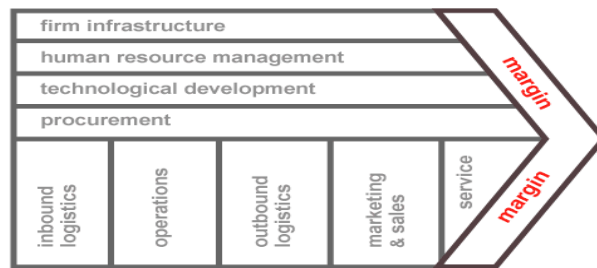 firm infrastructure
human resource management
technological development
procurement
margin
margin
inbound
logistics
operations
outbound
logistics
marketing
& sales
service